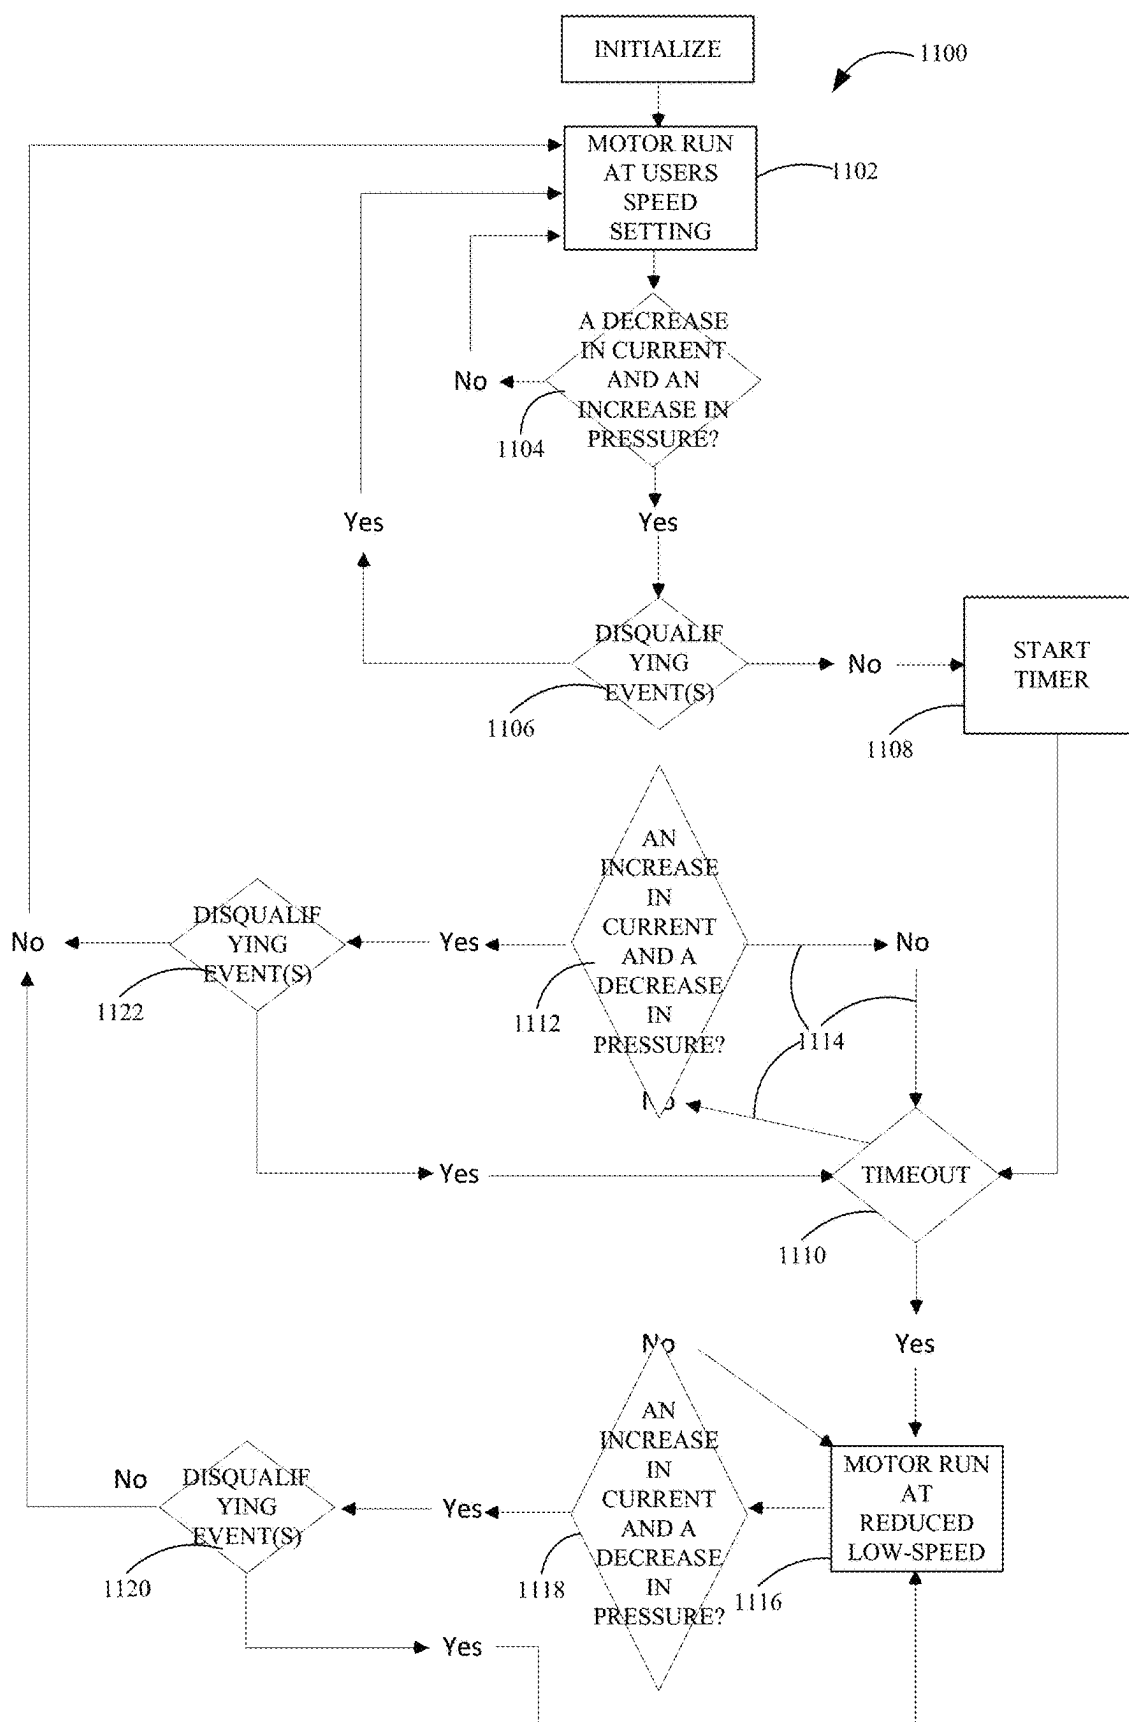 INITIALIZE
1100
MOTOR RUN
AT USERS
SPEED
SETTING
1102
A DECREASE
IN CURRENT
AND AN
INCREASE IN
PRESSURE?
No
1104
Yes
Yes
DISQUALIF
YING
EVENT(S)
1106
No
START
TIMER
1108
AN
INCREASE
IN
CURRENT
AND A
DECREASE
IN
PRESSURE?
1112
No
1114
No
Yes
DISQUALIF
YING
EVENT(S)
1122
No
Yes
TIMEOUT
1110
Yes
No
AN
INCREASE
IN
CURRENT
AND A
DECREASE
IN
PRESSURE?
1118
MOTOR RUN
AT
REDUCED
LOW-SPEED
1116
Yes
DISQUALIF
YING
EVENT(S)
1120
No
Yes